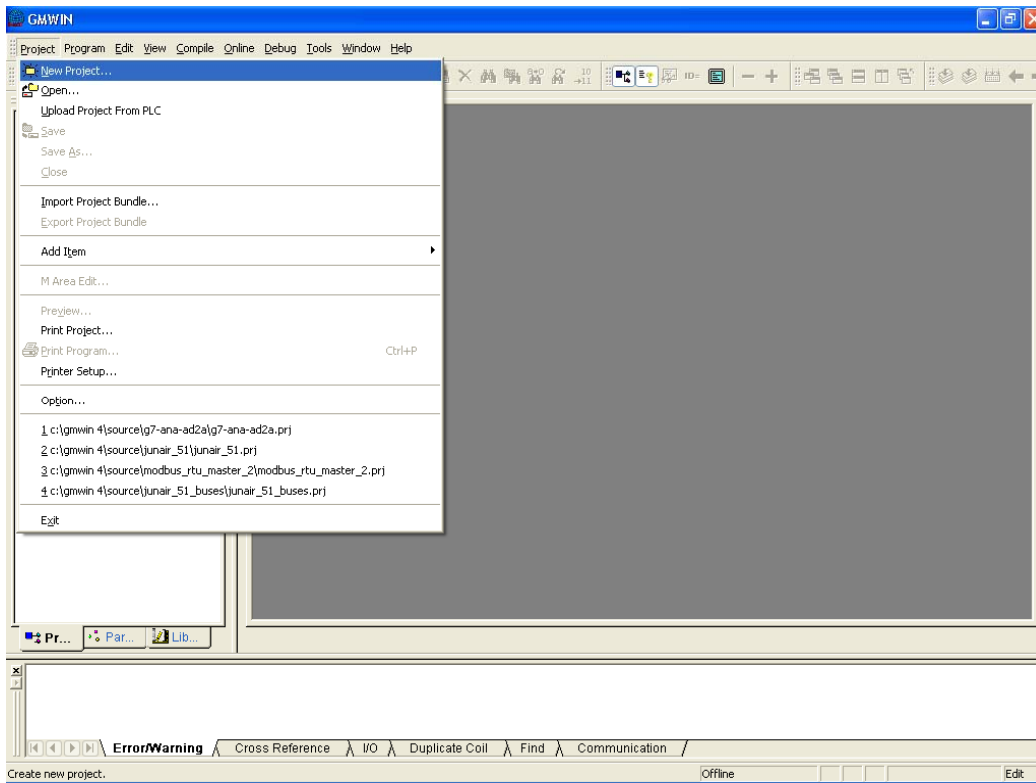 GMWIN
Project Program Edit View Compile Online Debug Tools Window Help
New Project...
Open...
Upload Project From PLC
Save
Save As...
Close
Import Project Bundle...
Export Project Bundle
Add Item
M Area Edit...
Preview...
Print Project...
Print Program... Ctrl+P
Printer Setup...
Option...
1 c:\gmwin 4\source\g7-ana-ad2a\g7-ana-ad2a.prj
2 c:\gmwin 4\source\junair_51\junair_51.prj
3 c:\gmwin 4\source\modbus_rtu_master_2\modbus_rtu_master_2.prj
4 c:\gmwin 4\source\junair_51_buses\junair_51_buses.prj
Exit
Pr... Par... Lib...
Error/Warning Cross Reference I/O Duplicate Coil Find Communication
Create new project. Offline Edit